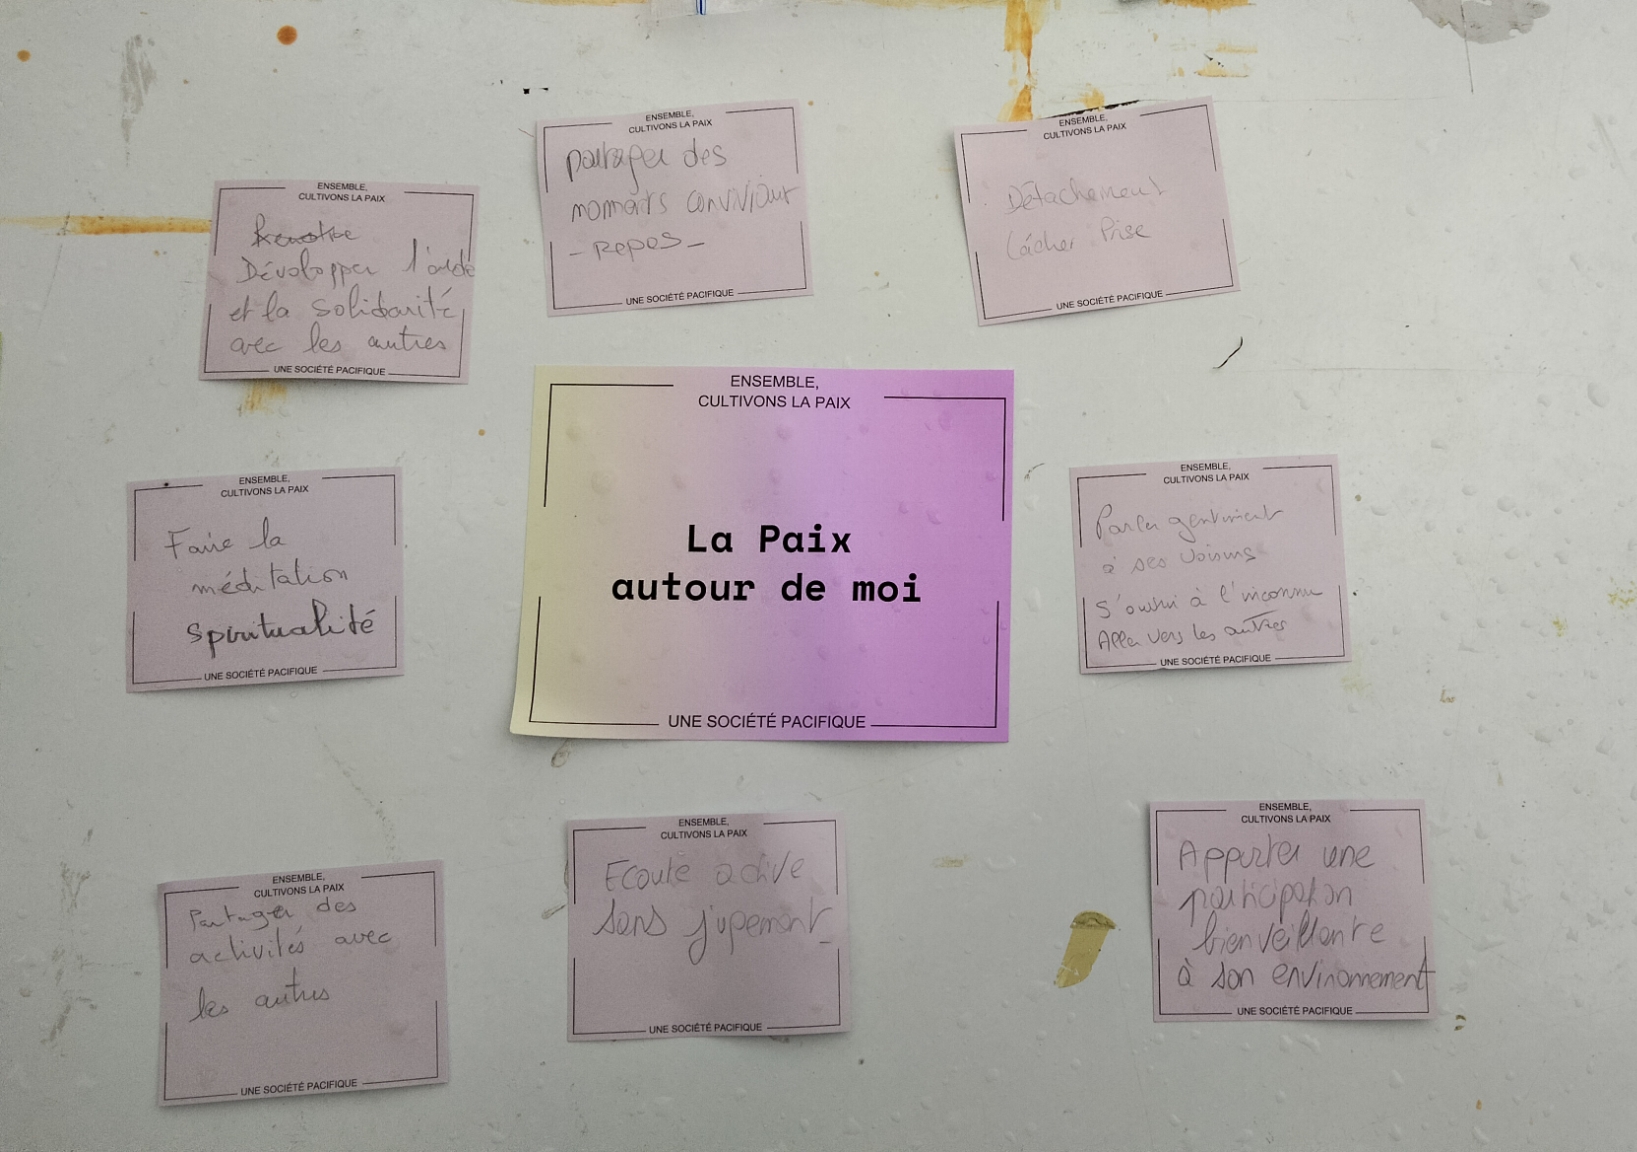 ENSEMBLE,
CULTIVONS LA PAIX
Développer l'aide
et la solidarité
avec les autres
UNE SOCIÉTÉ PACIFIQUE
ENSEMBLE,
CULTIVONS LA PAIX
partager des
moments conviviaux
- Repos -
UNE SOCIÉTÉ PACIFIQUE
ENSEMBLE,
CULTIVONS LA PAIX
Détachement
Lâcher Prise
UNE SOCIÉTÉ PACIFIQUE
ENSEMBLE,
CULTIVONS LA PAIX
Faire la
méditation
spiritualité
UNE SOCIÉTÉ PACIFIQUE
ENSEMBLE,
CULTIVONS LA PAIX
La Paix
autour de moi
UNE SOCIÉTÉ PACIFIQUE
ENSEMBLE,
CULTIVONS LA PAIX
Parler gentiment
à ses voisins
S'ouvrir à l'inconnu
Aller vers les autres
UNE SOCIÉTÉ PACIFIQUE
ENSEMBLE,
CULTIVONS LA PAIX
Partager des
activités avec
les autres
UNE SOCIÉTÉ PACIFIQUE
ENSEMBLE,
CULTIVONS LA PAIX
Ecoute active
sans jugement
UNE SOCIÉTÉ PACIFIQUE
ENSEMBLE,
CULTIVONS LA PAIX
Apporter une
participation
bienveillante
à son environnement
UNE SOCIÉTÉ PACIFIQUE